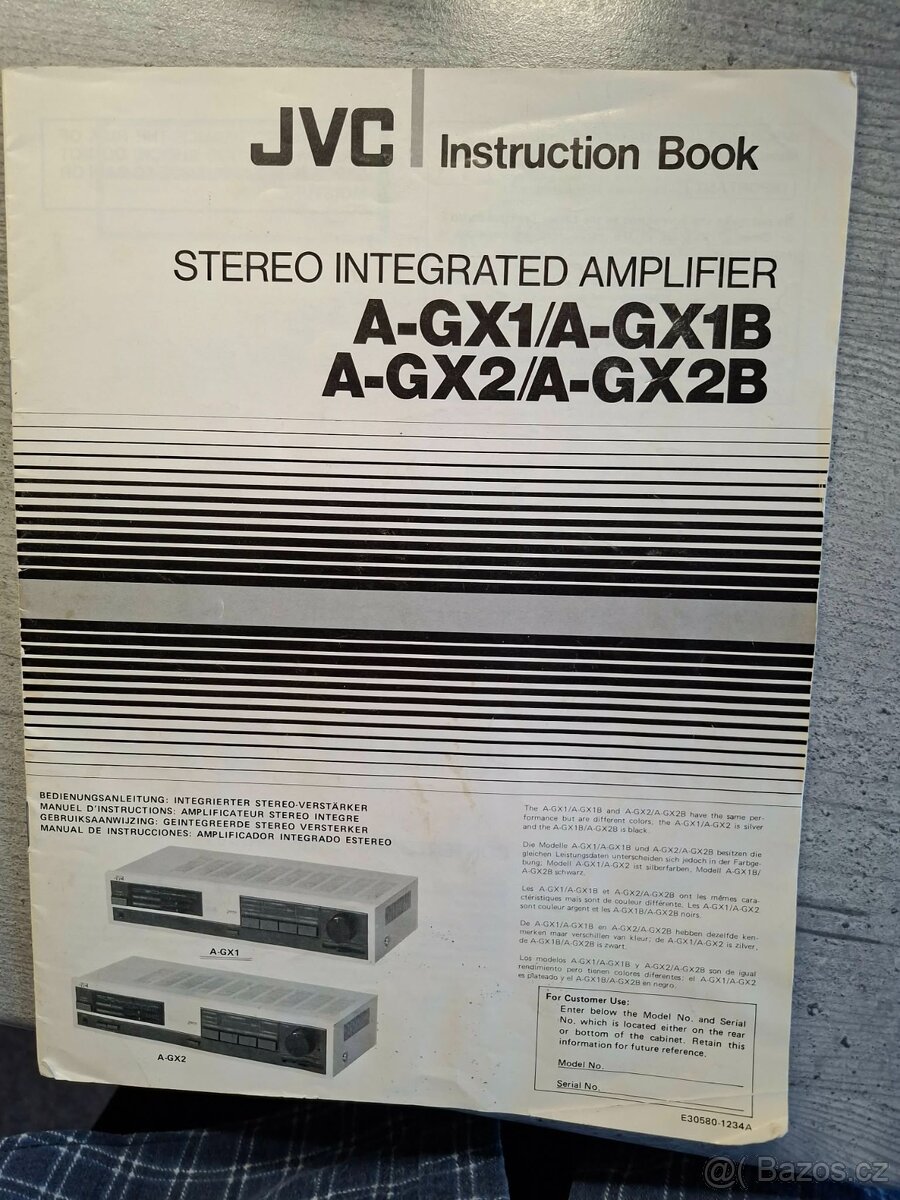 JVC Instruction Book
STEREO INTEGRATED AMPLIFIER
A-GX1/A-GX1B
A-GX2/A-GX2B
BEDIENUNGSANLEITUNG: INTEGRIERTER STEREO-VERSTÄRKER
MANUEL D'INSTRUCTIONS: AMPLIFICATEUR STEREO INTEGRE
GEBRUIKSAANWIJZING: GEINTEGREERDE STEREO VERSTERKER
MANUAL DE INSTRUCCIONES: AMPLIFICADOR INTEGRADO ESTEREO
A-GX1
A-GX2
The A-GX1/A-GX1B and A-GX2/A-GX2B have the same per-
formance but are different colors; the A-GX1/A-GX2 is silver
and the A-GX1B/A-GX2B is black.
Die Modelle A-GX1/A-GX1B und A-GX2/A-GX2B besitzen die
gleichen Leistungsdaten unterscheiden sich jedoch in der Farbge-
bung; Modell A-GX1/A-GX2 ist silberfarben, Modell A-GX1B/
A-GX2B schwarz.
Les A-GX1/A-GX1B et A-GX2/A-GX2B ont les mêmes cara-
ctéristiques mais sont de couleur différente. Les A-GX1/A-GX2
sont couleur argent et les A-GX1B/A-GX2B noirs.
De A-GX1/A-GX1B en A-GX2/A-GX2B hebben dezelfde ken-
merken maar verschillen van kleur; de A-GX1/A-GX2 is zilver,
de A-GX1B/A-GX2B is zwart.
Los modelos A-GX1/A-GX1B y A-GX2/A-GX2B son de igual
rendimiento pero tienen colores diferentes; el A-GX1/A-GX2
es plateado y el A-GX1B/A-GX2B en negro.
For Customer Use:
Enter below the Model No. and Serial
No. which is located either on the rear
or bottom of the cabinet. Retain this
information for future reference.
Model No.
Serial No.
E30580-1234A
@( Bazos.cz